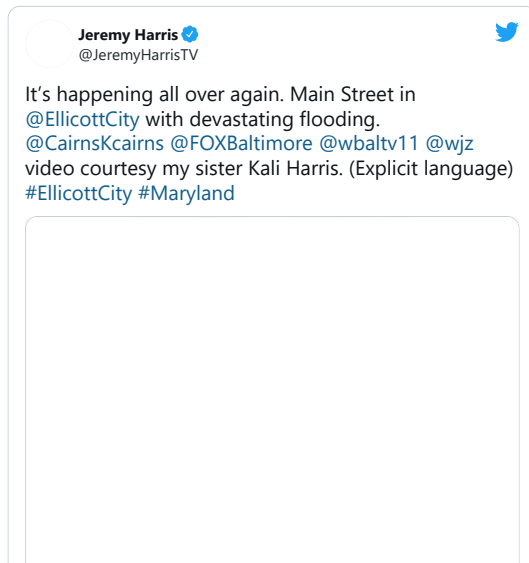 Jeremy Harris
@JeremyHarrisTV
It's happening all over again. Main Street in
@EllicottCity with devastating flooding.
@CairnsKcairns @FOXBaltimore @wbaltv11 @wjz
video courtesy my sister Kali Harris. (Explicit language)
#EllicottCity #Maryland